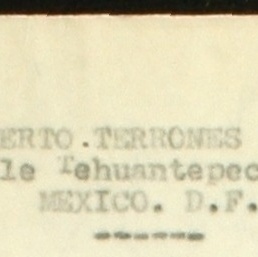 ERTO.TERRONES
le Tehuantepec
MEXICO. D.F.
------